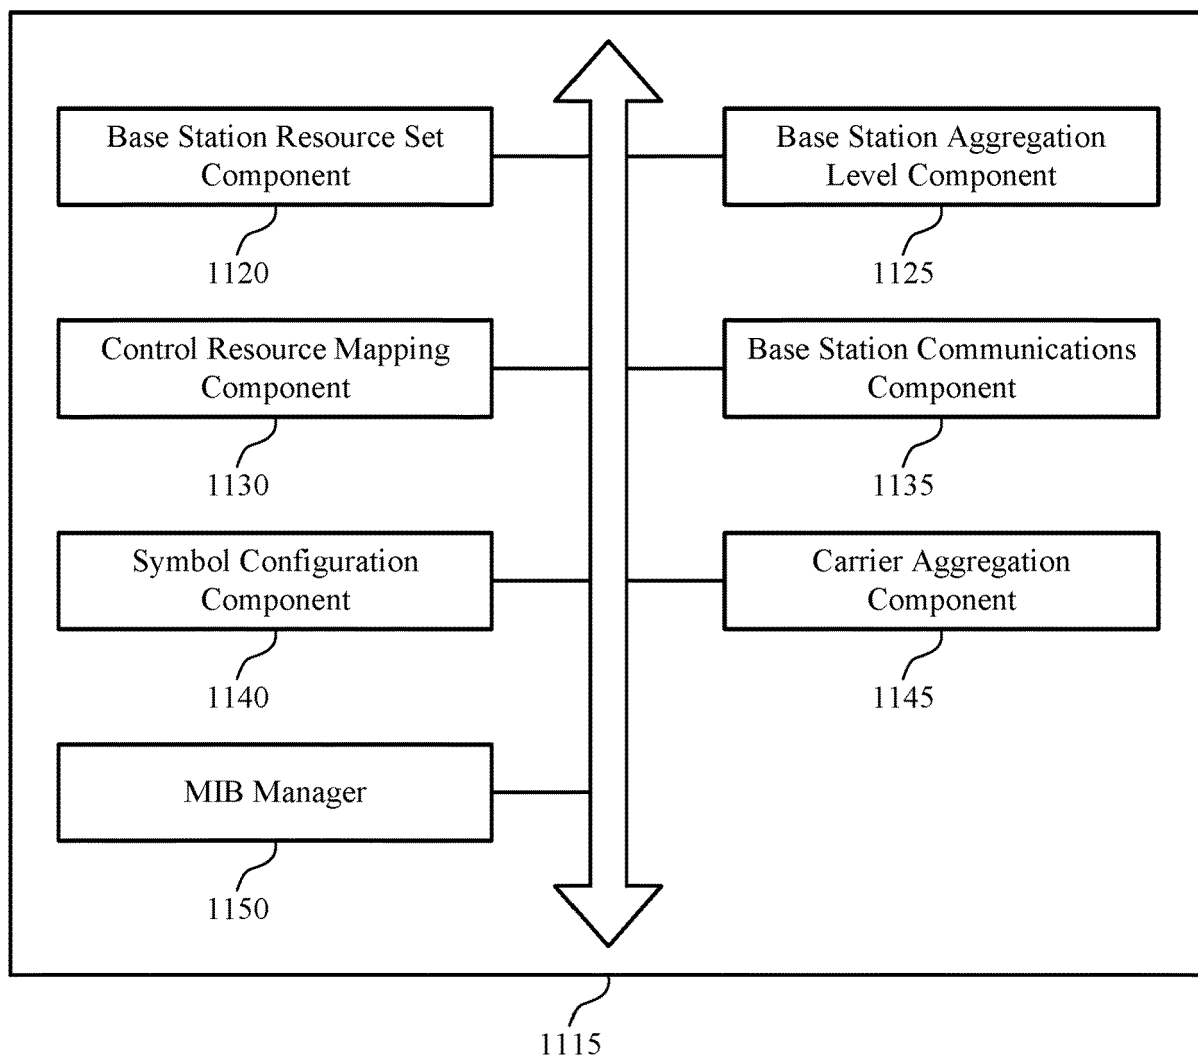 Base Station Resource Set
Component
1120
Base Station Aggregation
Level Component
1125
Control Resource Mapping
Component
1130
Base Station Communications
Component
1135
Symbol Configuration
Component
1140
Carrier Aggregation
Component
1145
MIB Manager
1150
1115